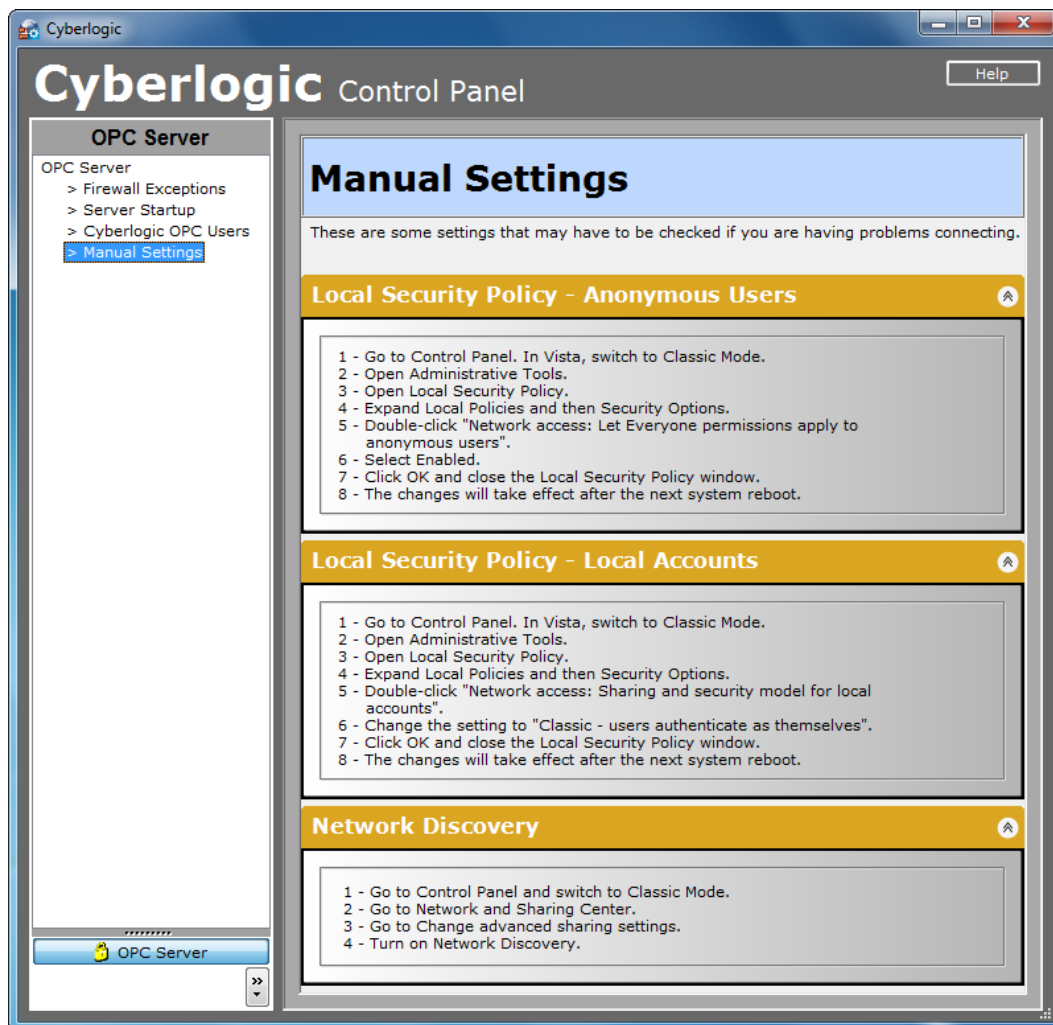 Cyberlogic
Cyberlogic Control Panel
Help
OPC Server
OPC Server
> Firewall Exceptions
> Server Startup
> Cyberlogic OPC Users
> Manual Settings
OPC Server
Manual Settings
These are some settings that may have to be checked if you are having problems connecting.
Local Security Policy - Anonymous Users
1 - Go to Control Panel. In Vista, switch to Classic Mode.
2 - Open Administrative Tools.
3 - Open Local Security Policy.
4 - Expand Local Policies and then Security Options.
5 - Double-click "Network access: Let Everyone permissions apply to
anonymous users".
6 - Select Enabled.
7 - Click OK and close the Local Security Policy window.
8 - The changes will take effect after the next system reboot.
Local Security Policy - Local Accounts
1 - Go to Control Panel. In Vista, switch to Classic Mode.
2 - Open Administrative Tools.
3 - Open Local Security Policy.
4 - Expand Local Policies and then Security Options.
5 - Double-click "Network access: Sharing and security model for local
accounts".
6 - Change the setting to "Classic - users authenticate as themselves".
7 - Click OK and close the Local Security Policy window.
8 - The changes will take effect after the next system reboot.
Network Discovery
1 - Go to Control Panel and switch to Classic Mode.
2 - Go to Network and Sharing Center.
3 - Go to Change advanced sharing settings.
4 - Turn on Network Discovery.